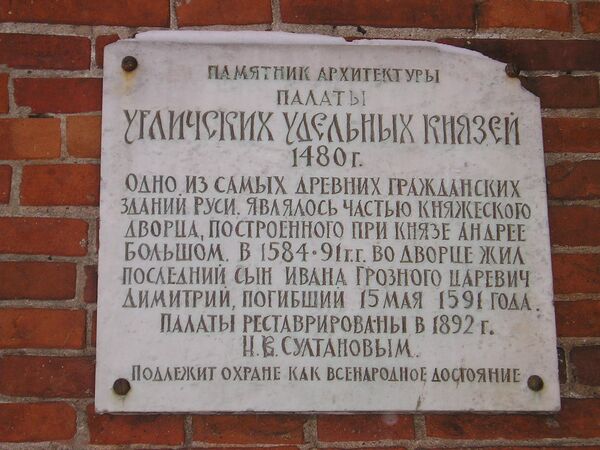 ПАМЯТНИК АРХИТЕКТУРЫ
ПАЛАТЫ
УГЛИЧСКИХ УДЕЛЬНЫХ КНЯЗЕЙ
1480 г.
ОДНО ИЗ САМЫХ ДРЕВНИХ ГРАЖДАНСКИХ
ЗДАНИЙ РУСИ. ЯВЛЯЛОСЬ ЧАСТЬЮ КНЯЖЕСКОГО
ДВОРЦА, ПОСТРОЕННОГО ПРИ КНЯЗЕ АНДРЕЕ
БОЛЬШОМ. В 1584·91 г.г. ВО ДВОРЦЕ ЖИЛ
ПОСЛЕДНИЙ СЫН ИВАНА ГРОЗНОГО ЦАРЕВИЧ
ДИМИТРИЙ, ПОГИБШИЙ 15 МАЯ 1591 ГОДА.
ПАЛАТЫ РЕСТАВРИРОВАНЫ В 1892 г.
Н.В. СУЛТАНОВЫМ.
ПОДЛЕЖИТ ОХРАНЕ КАК ВСЕНАРОДНОЕ ДОСТОЯНИЕ